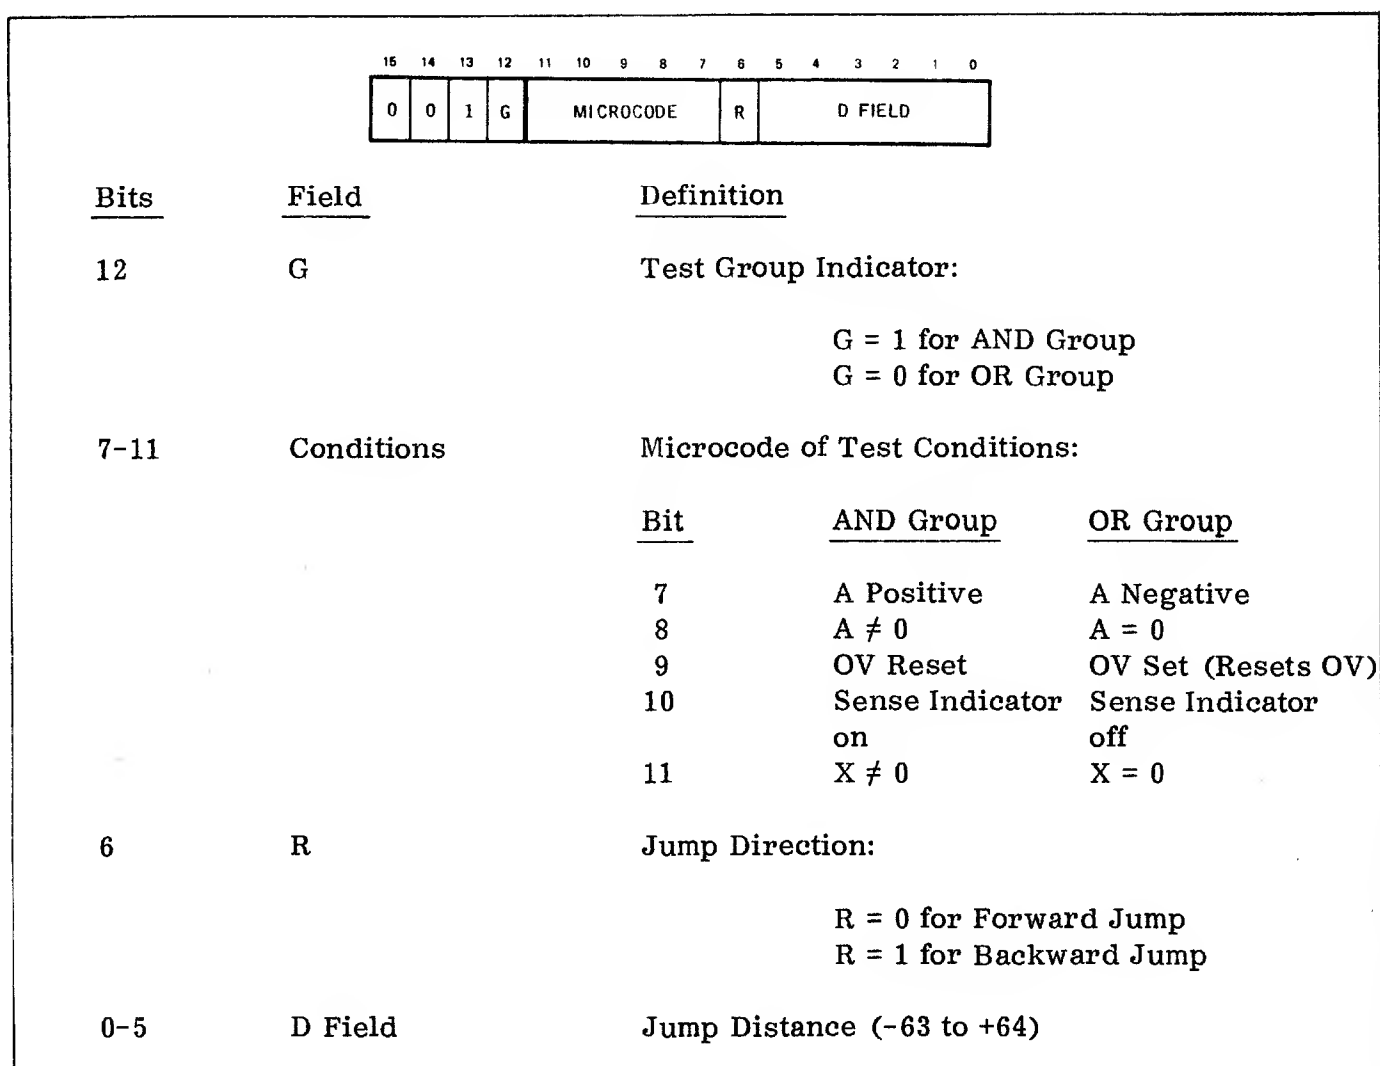 15 14 13 12 11 10 9 8 7 6 5 4 3 2 1 0
0 0 1 G MICROCODE R D FIELD
Bits Field Definition
12 G Test Group Indicator:
G = 1 for AND Group
G = 0 for OR Group
7-11 Conditions Microcode of Test Conditions:
Bit AND Group OR Group
7 A Positive A Negative
8 A ≠ 0 A = 0
9 OV Reset OV Set (Resets OV)
10 Sense Indicator Sense Indicator
on off
11 X ≠ 0 X = 0
6 R Jump Direction:
R = 0 for Forward Jump
R = 1 for Backward Jump
0-5 D Field Jump Distance (-63 to +64)